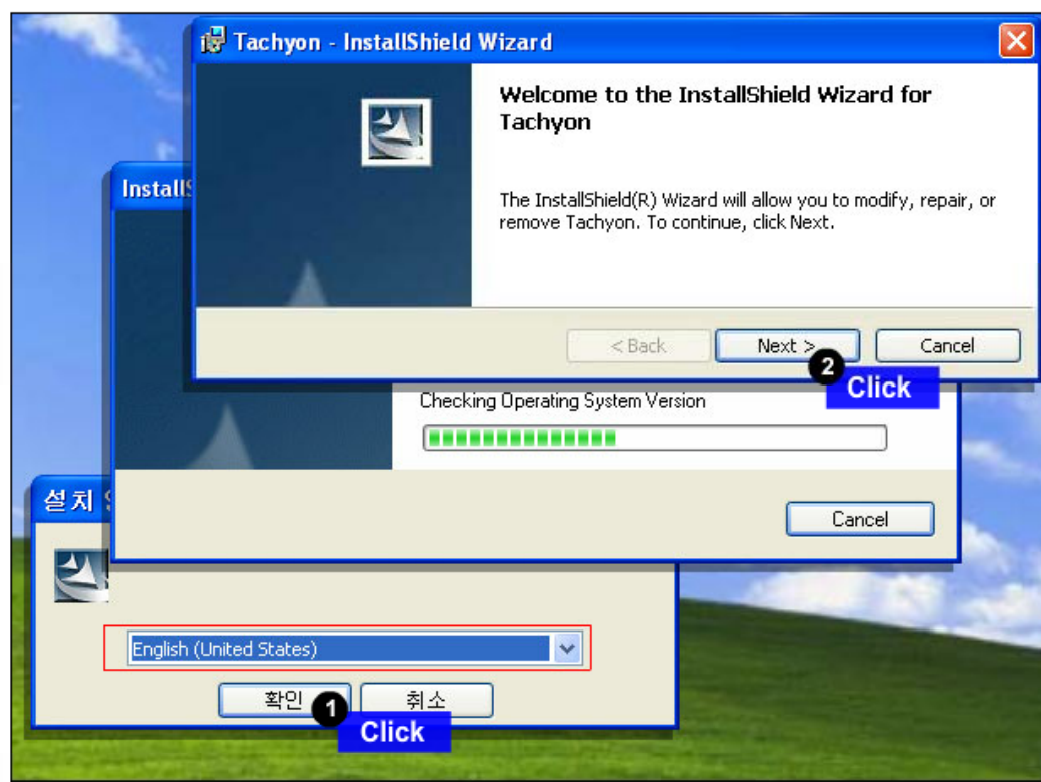 Tachyon - InstallShield Wizard
Welcome to the InstallShield Wizard for
Tachyon
The InstallShield(R) Wizard will allow you to modify, repair, or
remove Tachyon. To continue, click Next.
< Back
Next >
Cancel
2
Click
InstallS
Checking Operating System Version
Cancel
설치
English (United States)
확인
취소
1
Click